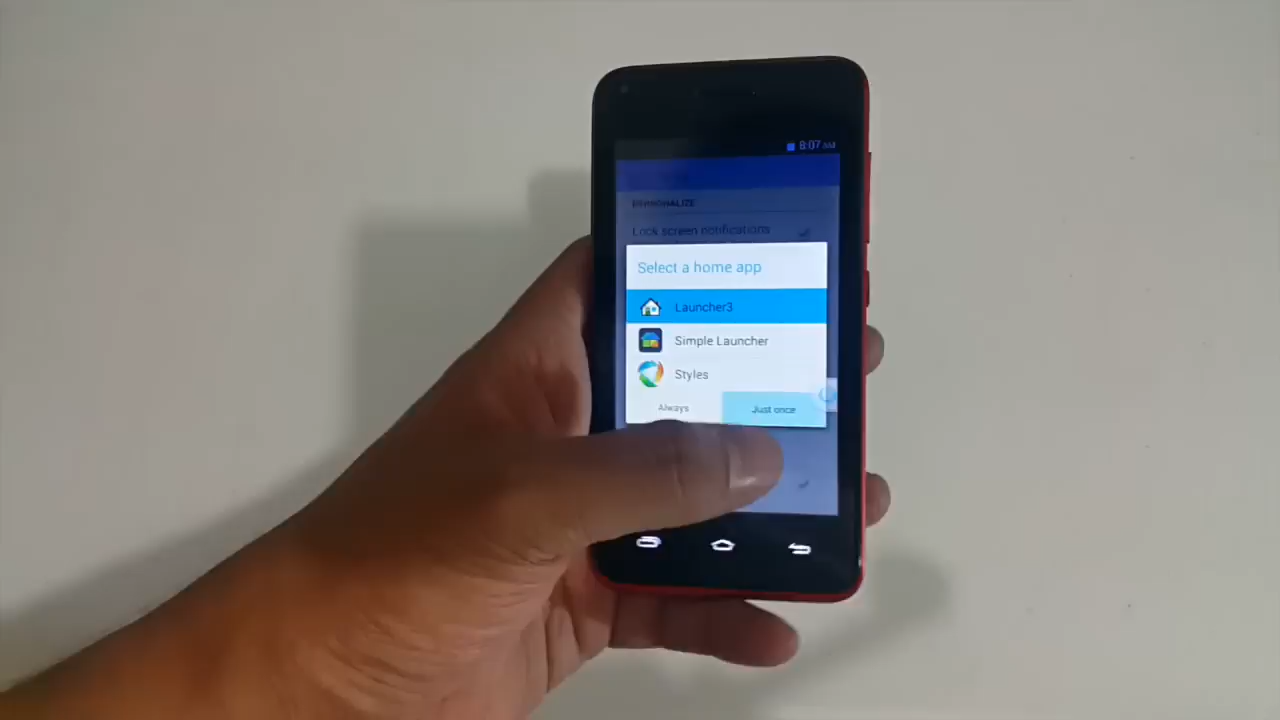 8:07 AM
PERSONALIZE
Lock screen notifications
Select a home app
Launcher3
Simple Launcher
Styles
Always
Just once